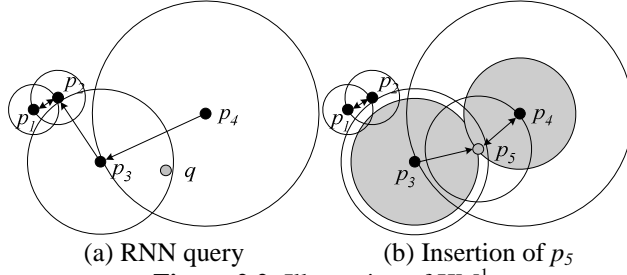 p2
p1
p4
p3
q
p2
p1
p4
p5
p3
(a) RNN query
(b) Insertion of p5